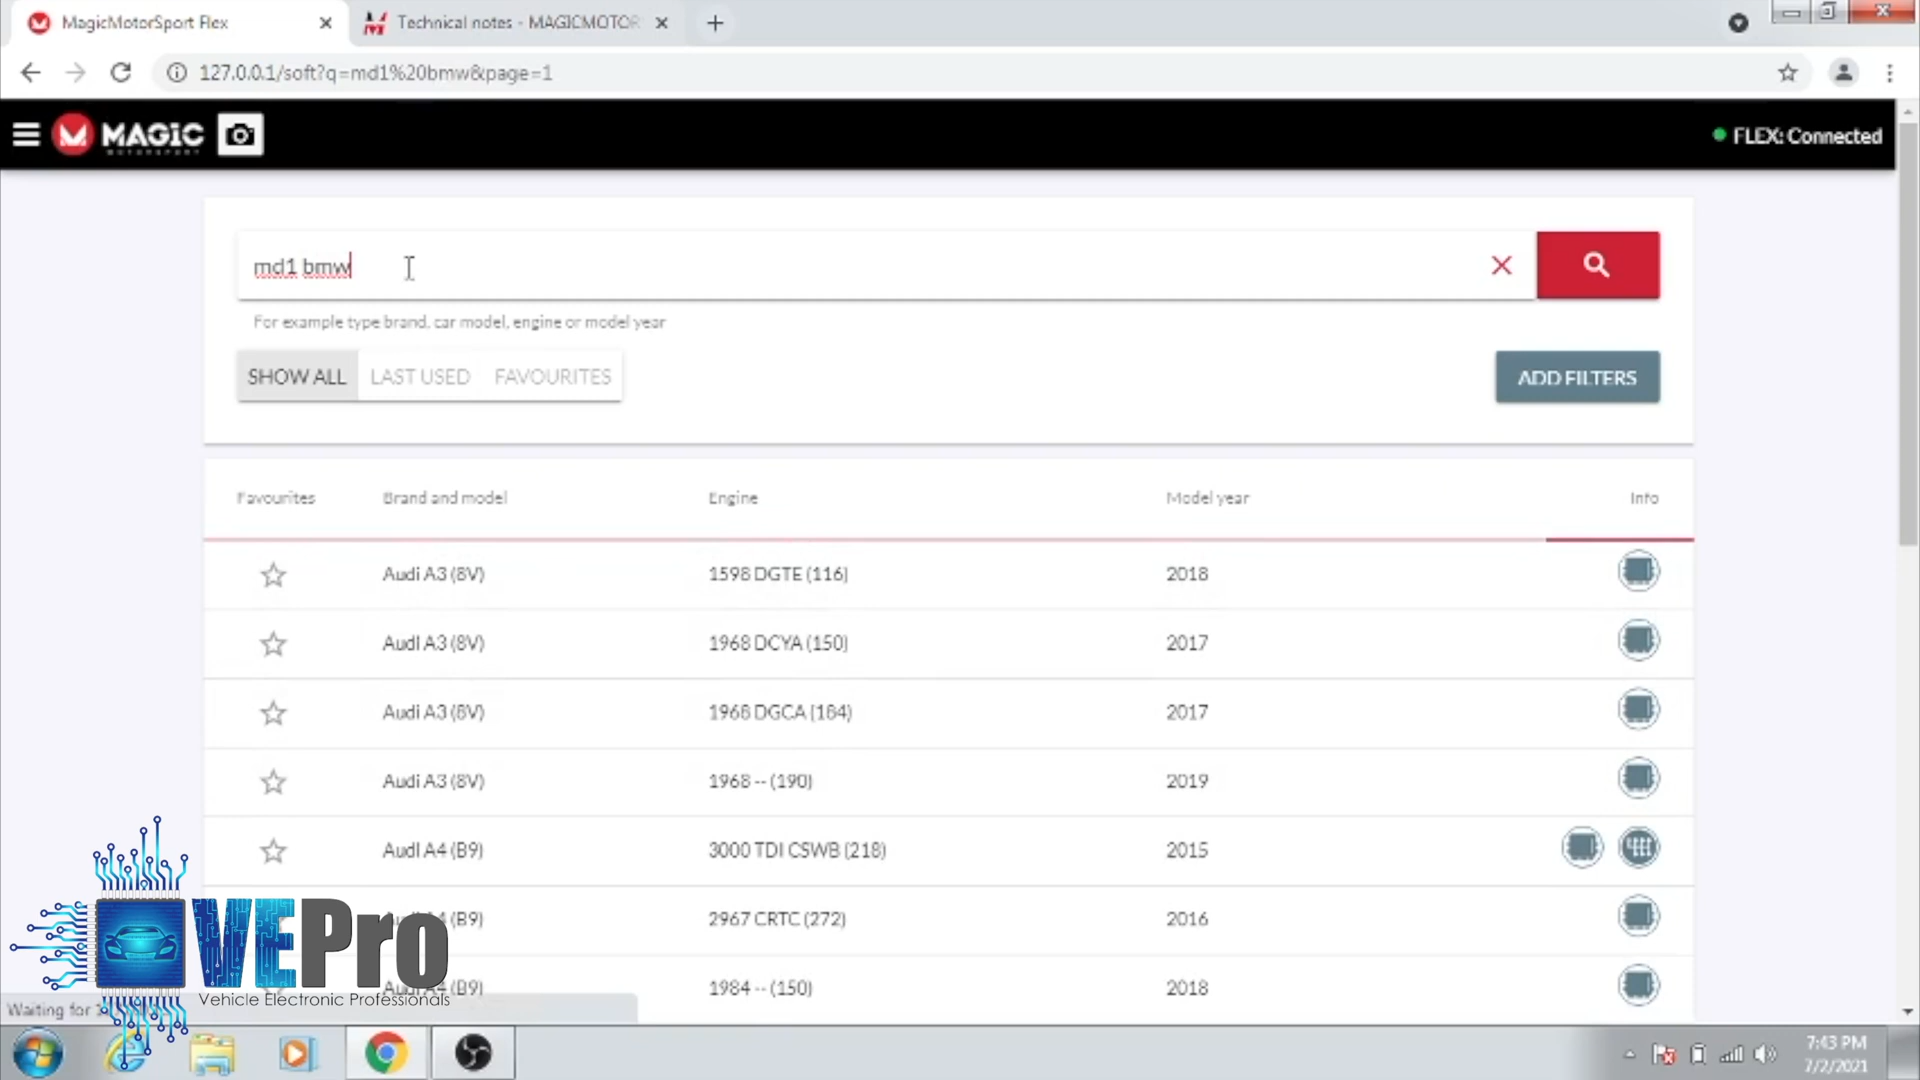 MagicMotorSport Flex
Technical notes - MAGICMOTOR
127.0.0.1/soft?q=md1%20bmw&page=1
MAGIC
MOTORSPORT
FLEX: Connected
md1 bmw
For example type brand, car model, engine or model year
SHOW ALL LAST USED FAVOURITES
ADD FILTERS
Favourites Brand and model Engine Model year Info
Audi A3 (8V) 1598 DGTE (116) 2018
Audi A3 (8V) 1968 DCYA (150) 2017
Audi A3 (8V) 1968 DGCA (184) 2017
Audi A3 (8V) 1968 -- (190) 2019
Audi A4 (B9) 3000 TDI CSWB (218) 2015
(B9) 2967 CRTC (272) 2016
(B9) 1984 -- (150) 2018
VEPro
Vehicle Electronic Professionals
Waiting for
7:43 PM
7/2/2021